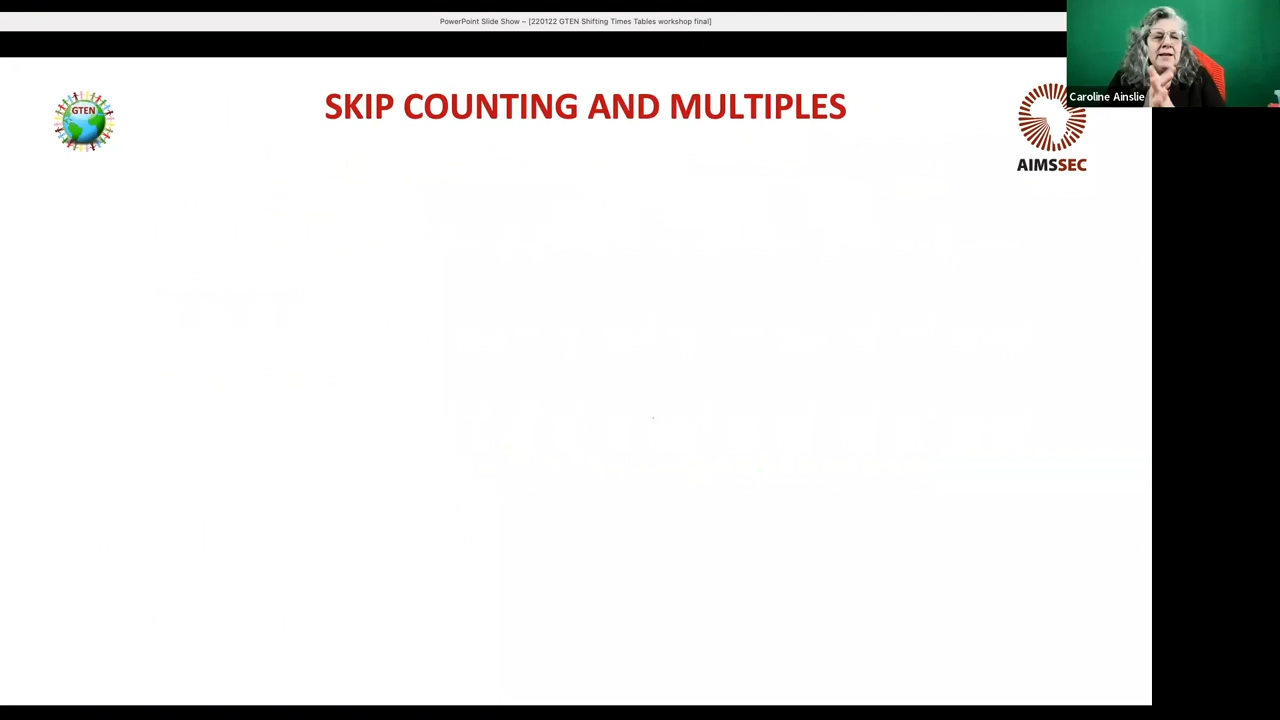 PowerPoint Slide Show – [220122 GTEN Shifting Times Tables workshop final]
Caroline Ainslie
GTEN
SKIP COUNTING AND MULTIPLES
AIMSSEC